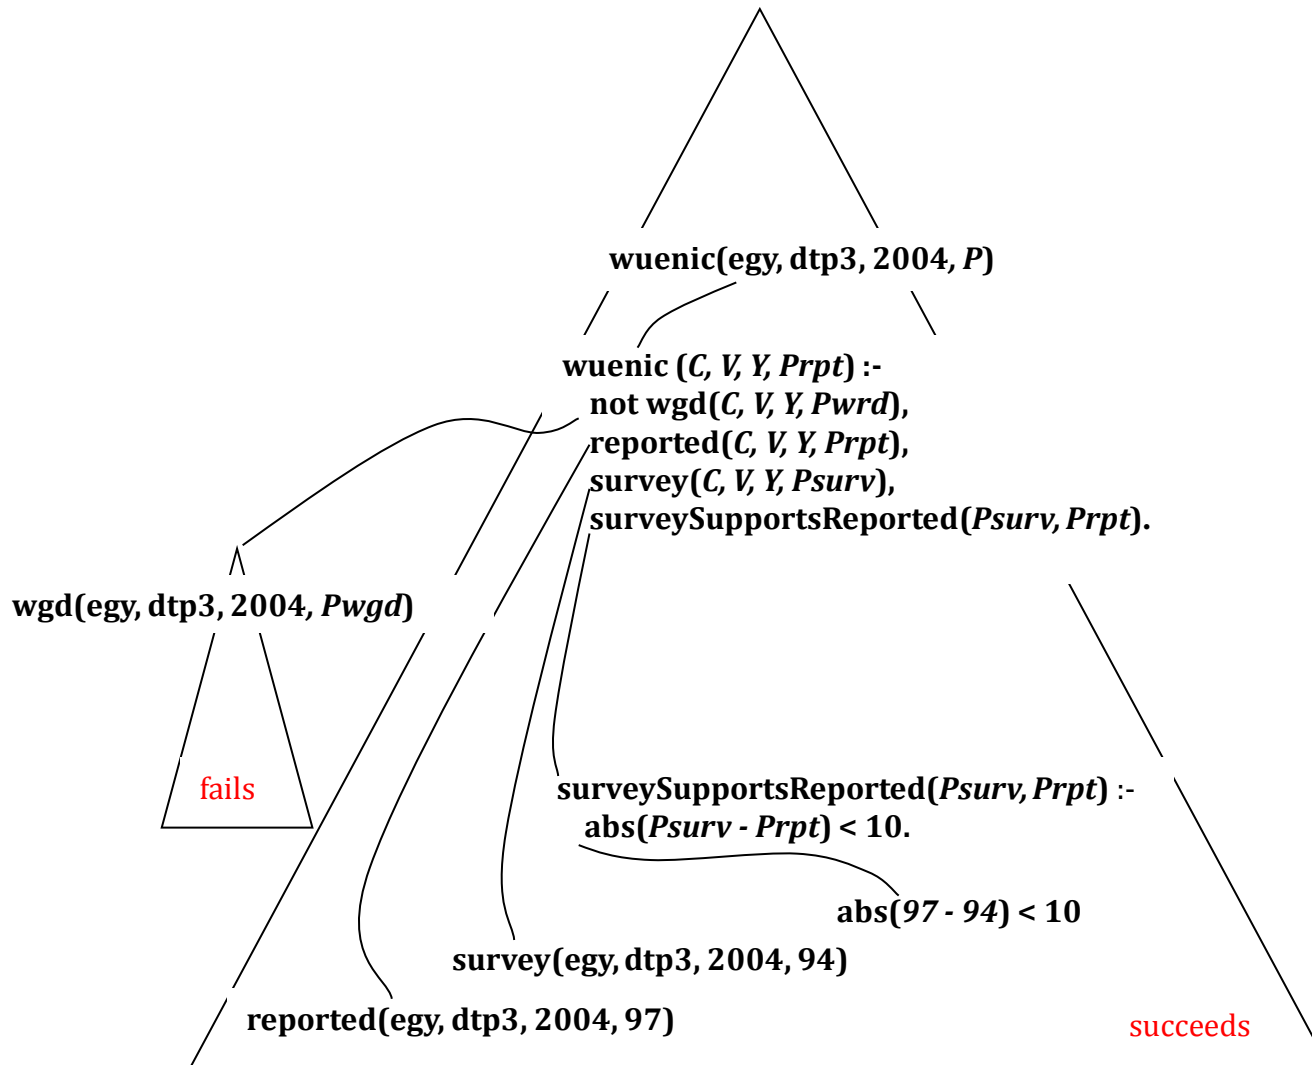 wuenic(egy, dtp3, 2004, P)
wuenic (C, V, Y, Prpt) :-
not wgd(C, V, Y, Pwrd),
reported(C, V, Y, Prpt),
survey(C, V, Y, Psurv),
surveySupportsReported(Psurv, Prpt).
wgd(egy, dtp3, 2004, Pwgd)
fails
surveySupportsReported(Psurv, Prpt) :-
abs(Psurv - Prpt) < 10.
abs(97 - 94) < 10
survey(egy, dtp3, 2004, 94)
reported(egy, dtp3, 2004, 97)
succeeds